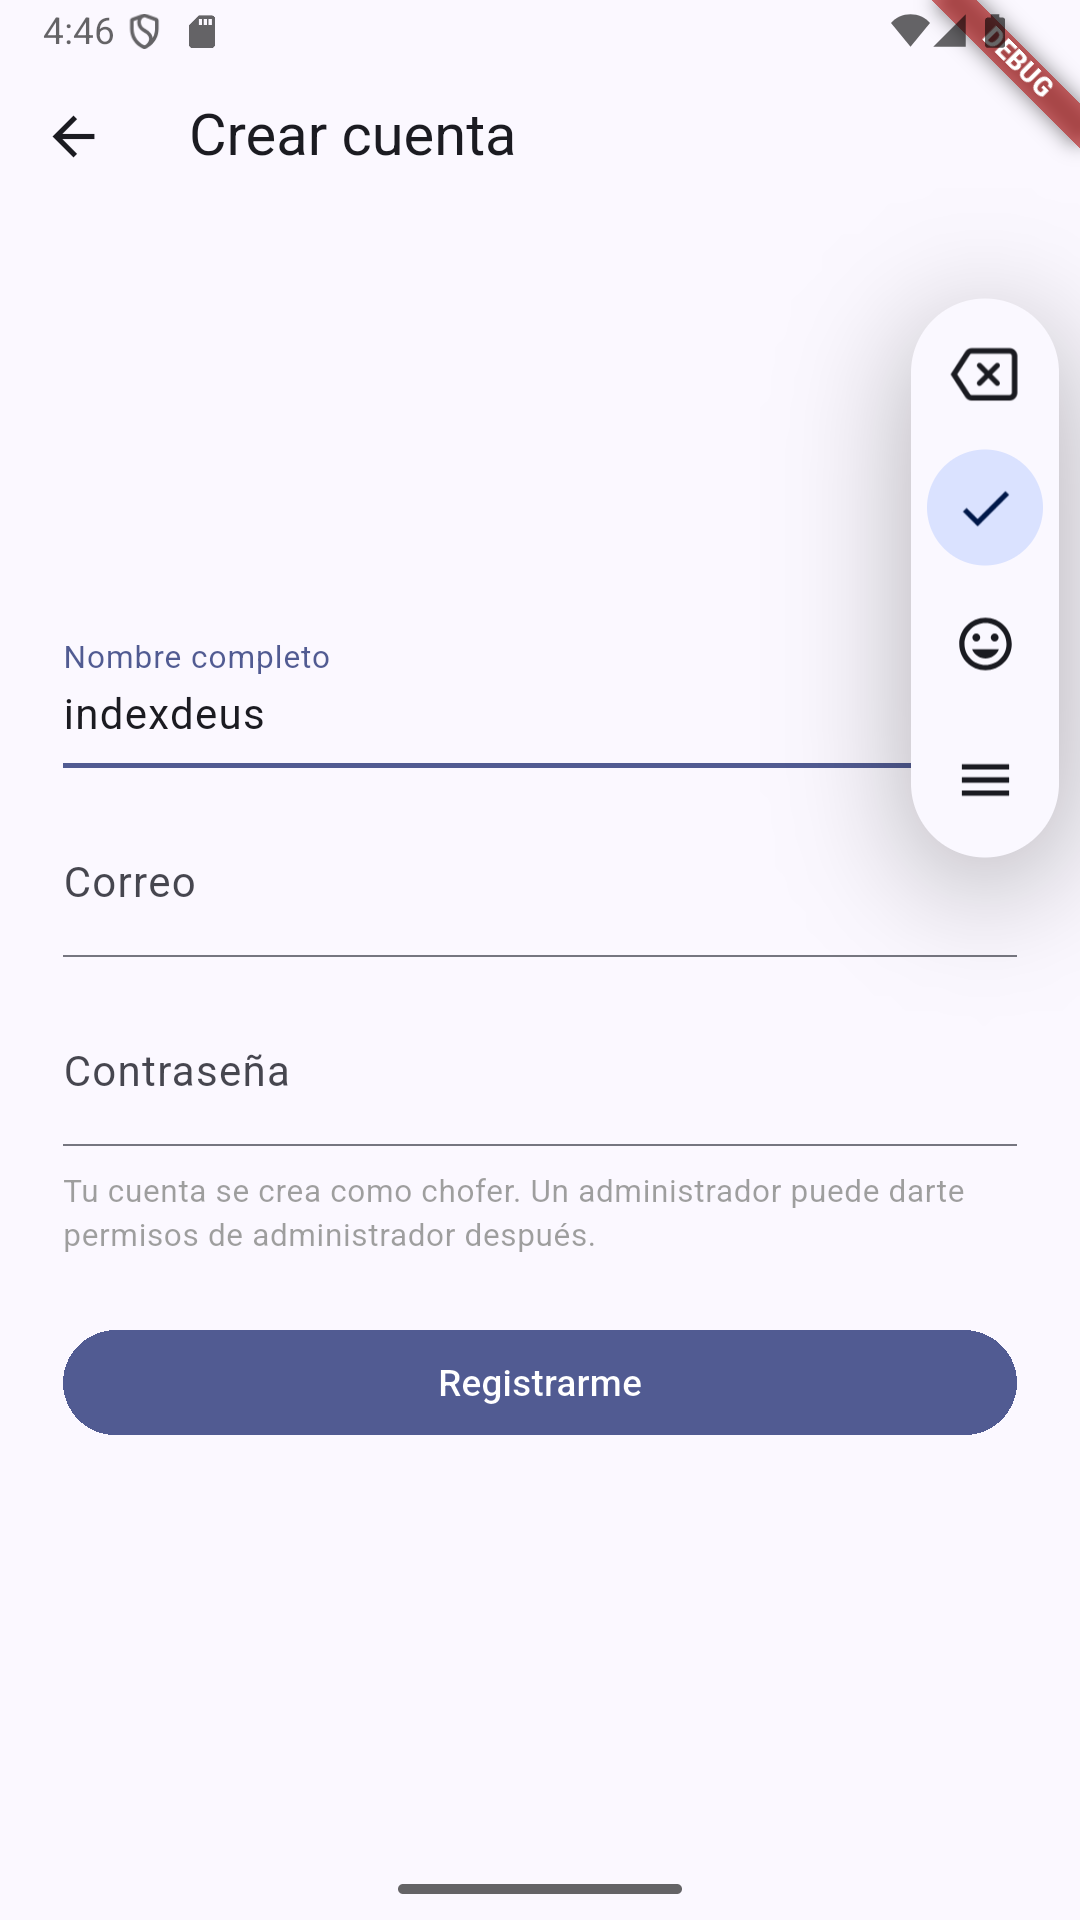 4:46
DEBUG
Crear cuenta
Nombre completo
indexdeus
Correo
Contraseña
Tu cuenta se crea como chofer. Un administrador puede darte
permisos de administrador después.
Registrarme